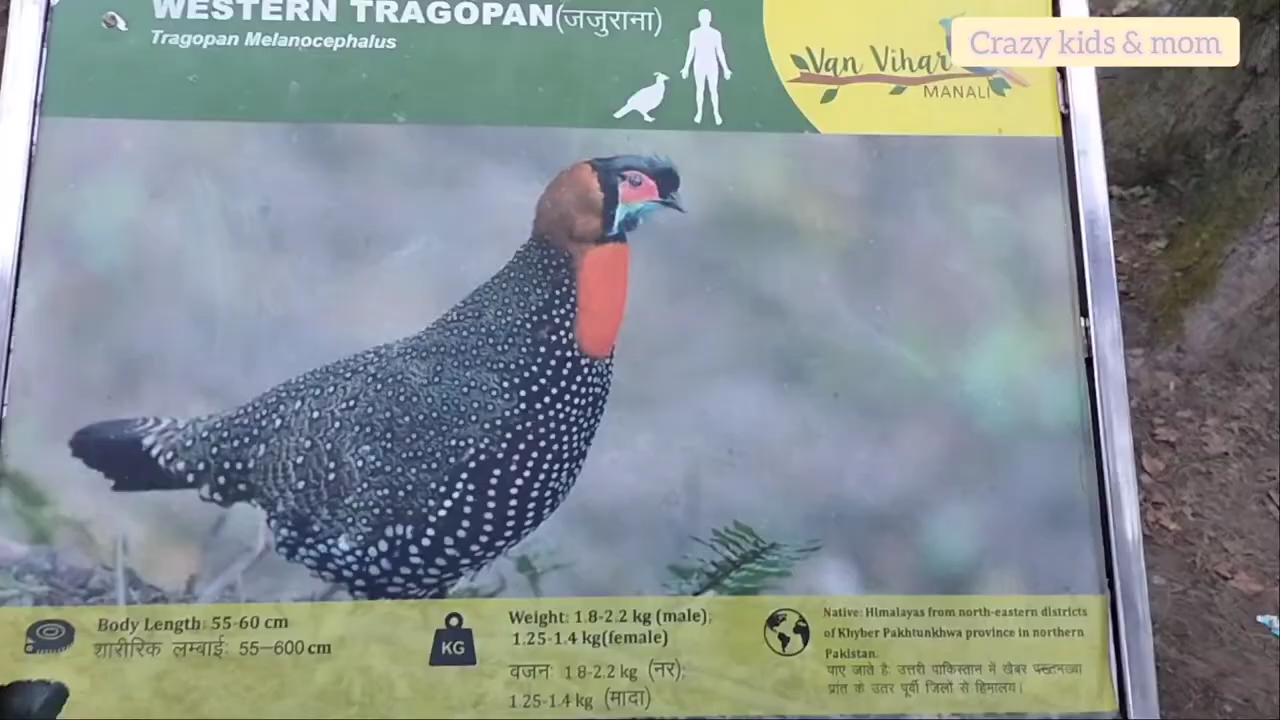 WESTERN TRAGOPAN(जजुराना)
Tragopan Melanocephalus
Van Vihar
MANALI
Crazy kids & mom
Body Length: 55-60 cm
शारीरिक लम्बाई: 55–600 cm
KG
Weight: 1.8-2.2 kg (male);
1.25-1.4 kg(female)
वजन: 1.8-2.2 kg (नर);
1.25-1.4 kg (मादा)
Native: Himalayas from north-eastern districts
of Khyber Pakhtunkhwa province in northern
Pakistan.
पाए जाते है: उत्तरी पाकिस्तान में खैबर पख्तूनख्वा
प्रांत के उतर पूर्वी जिलों से हिमालय।